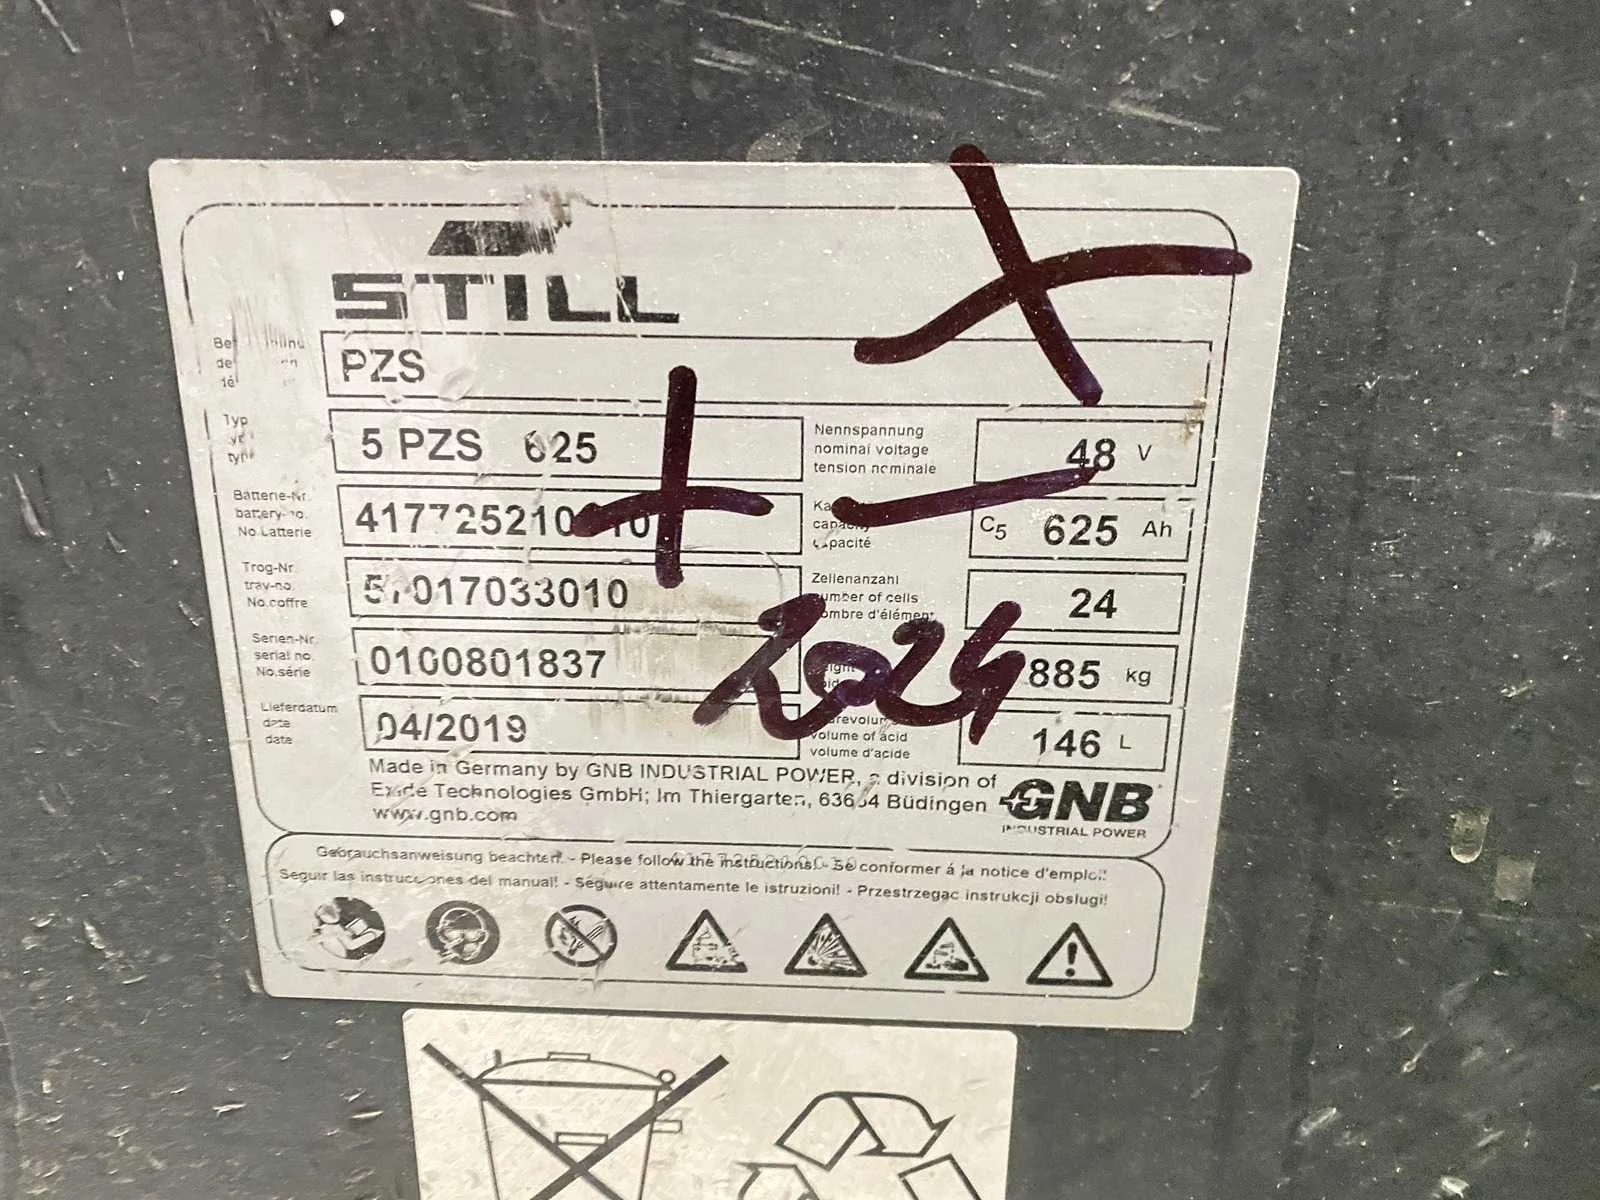 STILL
PZS
Typ
5 PZS 625
Nennspannung
nominal voltage
tension nominale
48 V
Batterie-Nr.
battery-no.
No.batterie
capacity
capacité
C5 625 Ah
Trog-Nr.
tray-no.
No.coffre
017033010
Zellenanzahl
number of cells
nombre d'élément
24
Serien-Nr.
serial no.
No.série
0100801837
885 kg
2024
Lieferdatum
date
date
04/2019
volume of acid
volume d'acide
146 L
Made in Germany by GNB INDUSTRIAL POWER, a division of
Exide Technologies GmbH; Im Thiergarten, Büdingen
www.gnb.com
GNB
INDUSTRIAL POWER
Gebrauchsanweisung beachten! - Please follow the instructions! - Se conformer á la notice d'emploi!
Seguir las instrucciones del manual! - Seguire attentamente le istruzioni! - Przestrzegac instrukcji obslugi!